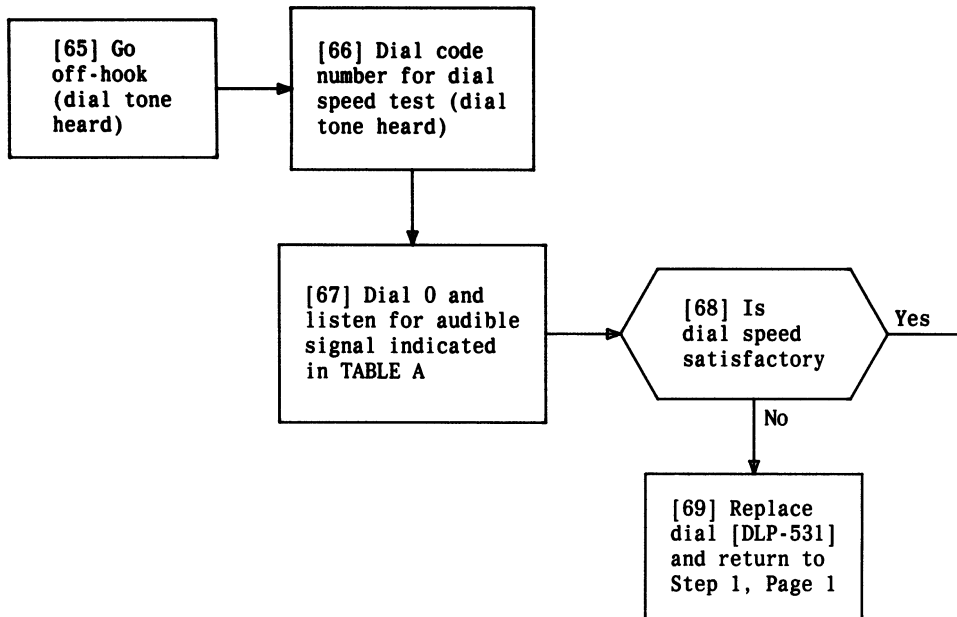 [65] Go
off-hook
(dial tone
heard)
[66] Dial code
number for dial
speed test (dial
tone heard)
[67] Dial 0 and
listen for audible
signal indicated
in TABLE A
[68] Is
dial speed
satisfactory
Yes
No
[69] Replace
dial [DLP-531]
and return to
Step 1, Page 1